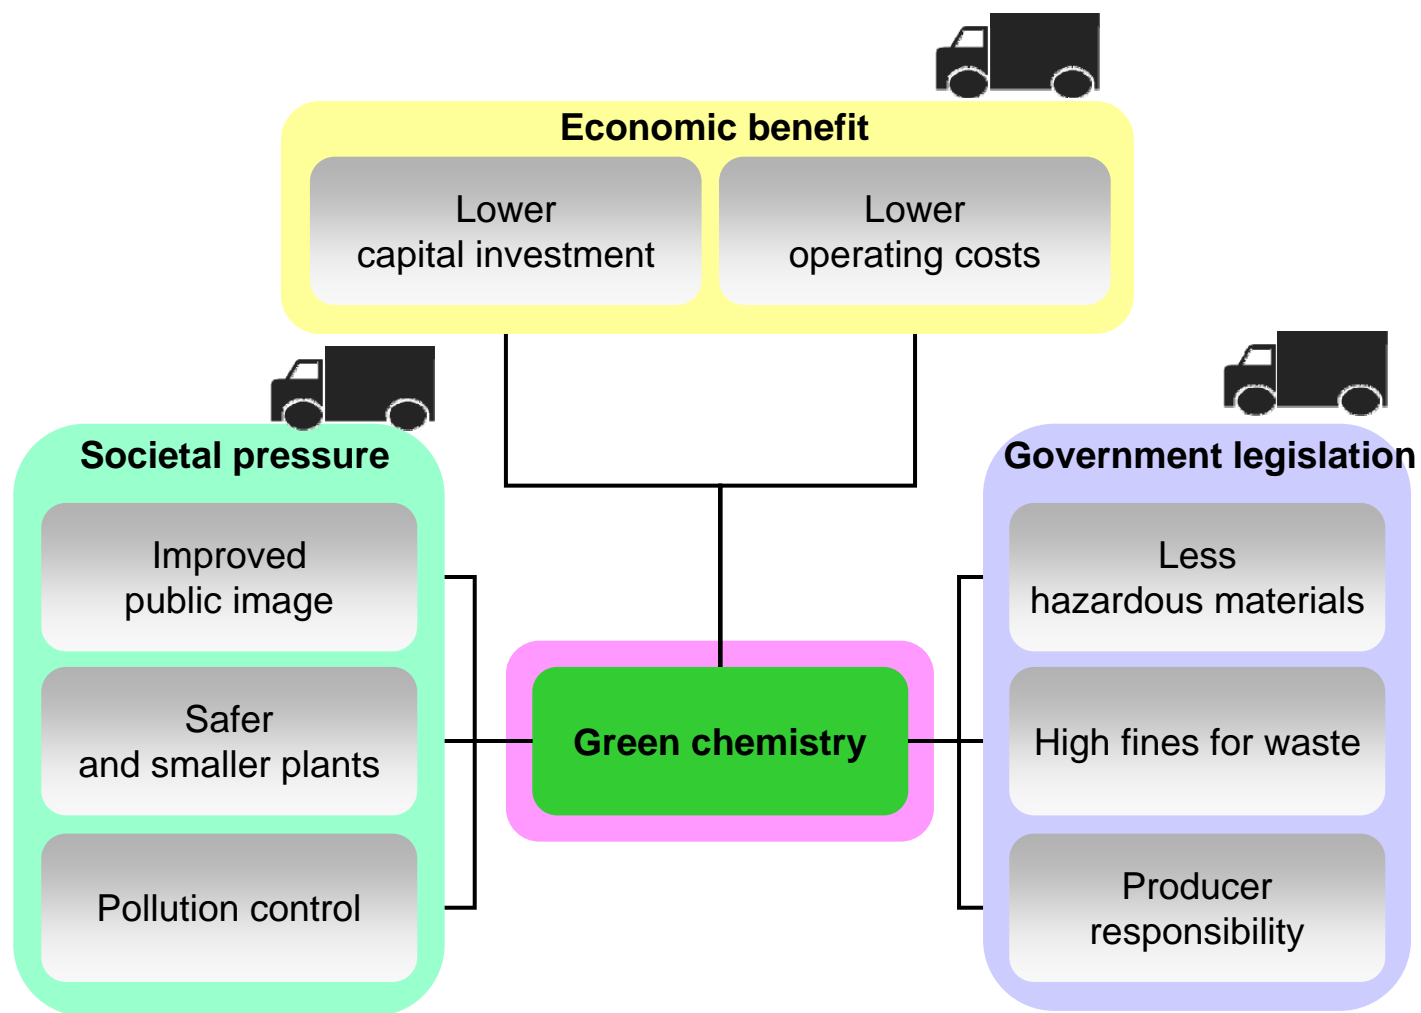 Economic benefit
Lower
capital investment
Lower
operating costs
Societal pressure
Improved
public image
Safer
and smaller plants
Pollution control
Green chemistry
Government legislation
Less
hazardous materials
High fines for waste
Producer
responsibility